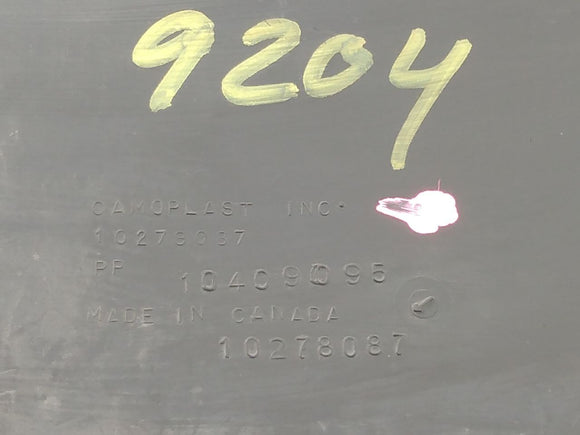 9204
CAMOPLAST INC.
10278087
PP 10409095
MADE IN CANADA
10278087